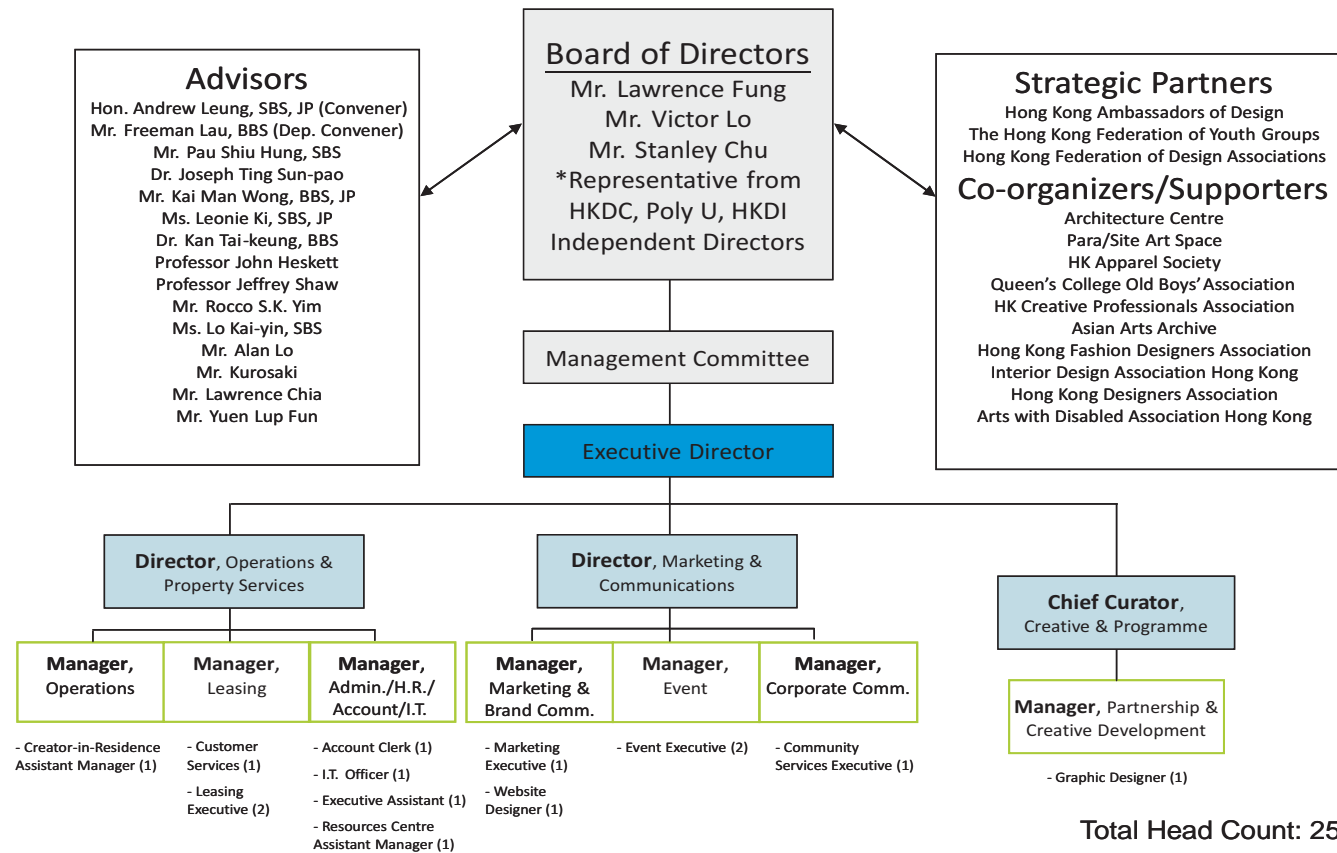 Advisors
Hon. Andrew Leung, SBS, JP (Convener)
Mr. Freeman Lau, BBS (Dep. Convener)
Mr. Pau Shiu Hung, SBS
Dr. Joseph Ting Sun-pao
Mr. Kai Man Wong, BBS, JP
Ms. Leonie Ki, SBS, JP
Dr. Kan Tai-keung, BBS
Professor John Heskett
Professor Jeffrey Shaw
Mr. Rocco S.K. Yim
Ms. Lo Kai-yin, SBS
Mr. Alan Lo
Mr. Kurosaki
Mr. Lawrence Chia
Mr. Yuen Lup Fun
Board of Directors
Mr. Lawrence Fung
Mr. Victor Lo
Mr. Stanley Chu
*Representative from
HKDC, Poly U, HKDI
Independent Directors
Strategic Partners
Hong Kong Ambassadors of Design
The Hong Kong Federation of Youth Groups
Hong Kong Federation of Design Associations
Co-organizers/Supporters
Architecture Centre
Para/Site Art Space
HK Apparel Society
Queen's College Old Boys' Association
HK Creative Professionals Association
Asian Arts Archive
Hong Kong Fashion Designers Association
Interior Design Association Hong Kong
Hong Kong Designers Association
Arts with Disabled Association Hong Kong
Management Committee
Executive Director
Director, Operations &
Property Services
Director, Marketing &
Communications
Chief Curator,
Creative & Programme
Manager,
Operations
Manager,
Leasing
Manager,
Admin./H.R./
Account/I.T.
Manager,
Marketing &
Brand Comm.
Manager,
Event
Manager,
Corporate Comm.
Manager, Partnership &
Creative Development
- Creator-in-Residence
Assistant Manager (1)
- Customer
Services (1)
- Leasing
Executive (2)
- Account Clerk (1)
- I.T. Officer (1)
- Executive Assistant (1)
- Resources Centre
Assistant Manager (1)
- Marketing
Executive (1)
- Website
Designer (1)
- Event Executive (2)
- Community
Services Executive (1)
- Graphic Designer (1)
Total Head Count: 25